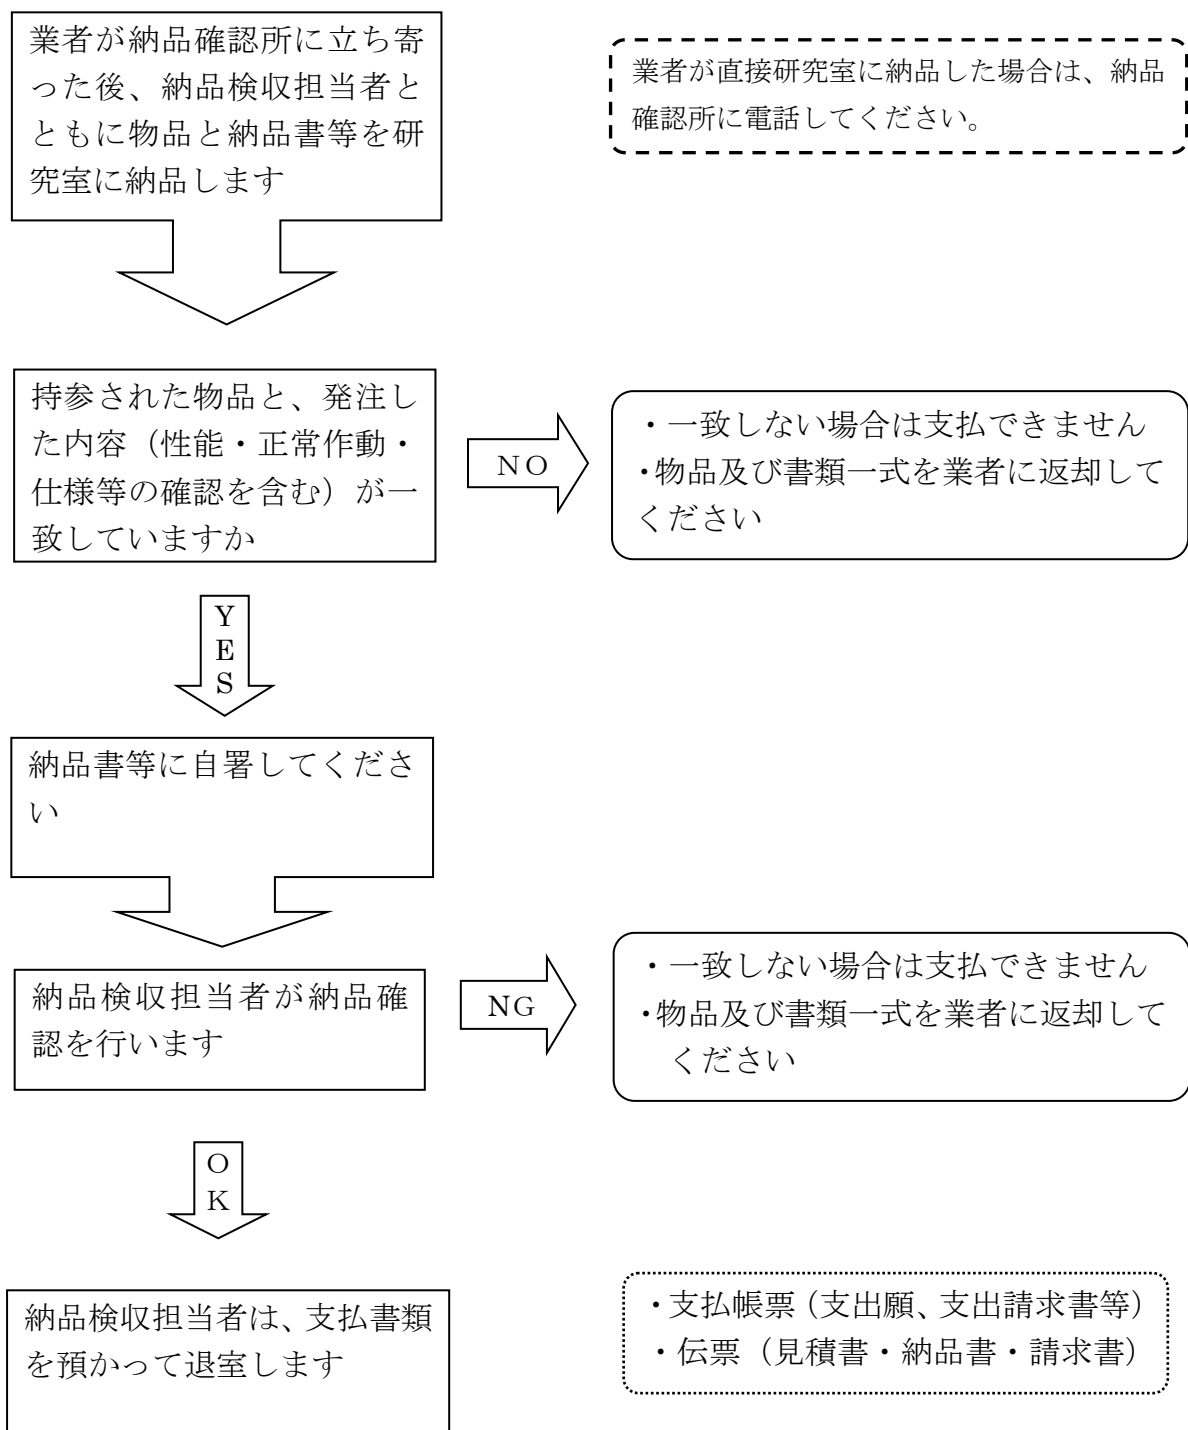 業者が納品確認所に立ち寄
った後、納品検収担当者と
ともに物品と納品書等を研
究室に納品します
業者が直接研究室に納品した場合は、納品
確認所に電話してください。
持参された物品と、発注し
た内容（性能・正常作動・
仕様等の確認を含む）が一
致していますか
NO
・一致しない場合は支払できません
・物品及び書類一式を業者に返却して
ください
Y
E
S
納品書等に自署してくださ
い
納品検収担当者が納品確
認を行います
NG
・一致しない場合は支払できません
・物品及び書類一式を業者に返却して
ください
O
K
納品検収担当者は、支払書類
を預かって退室します
・支払帳票（支出願、支出請求書等）
・伝票（見積書・納品書・請求書）